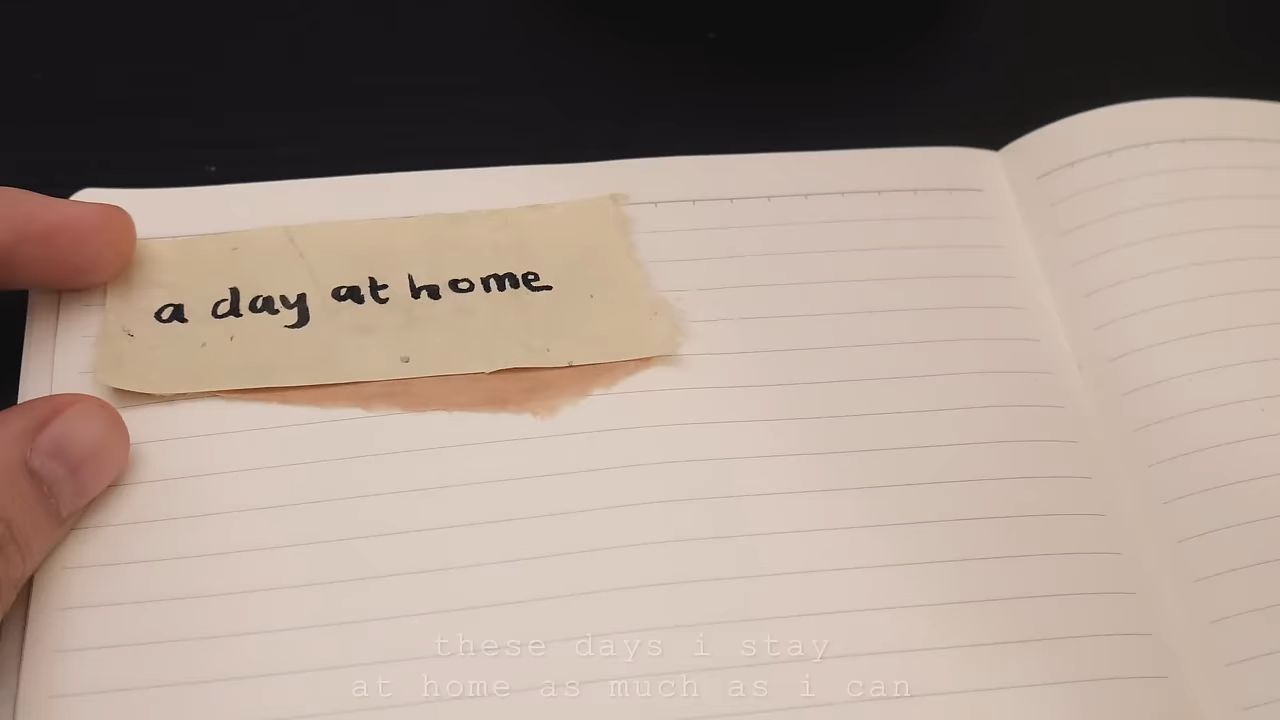 a day at home
these days i stay
at home as much as i can